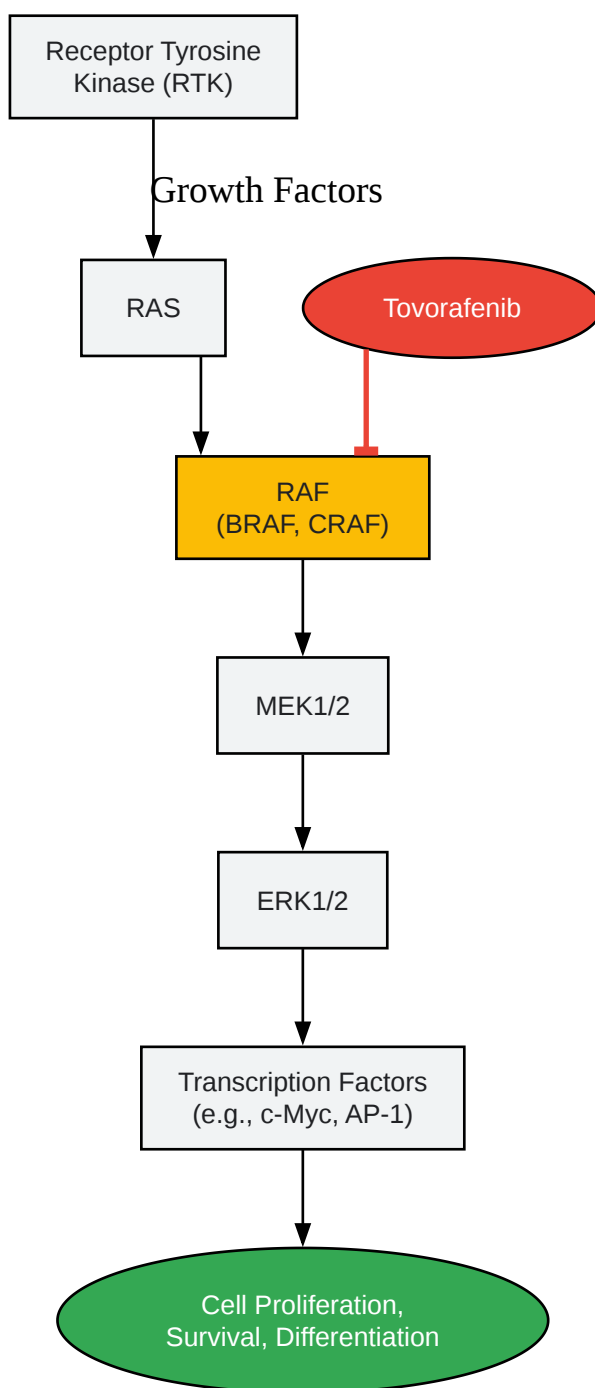 Receptor Tyrosine
Kinase (RTK)
Growth Factors
RAS
Tovorafenib
RAF
(BRAF, CRAF)
MEK1/2
ERK1/2
Transcription Factors
(e.g., c-Myc, AP-1)
Cell Proliferation,
Survival, Differentiation